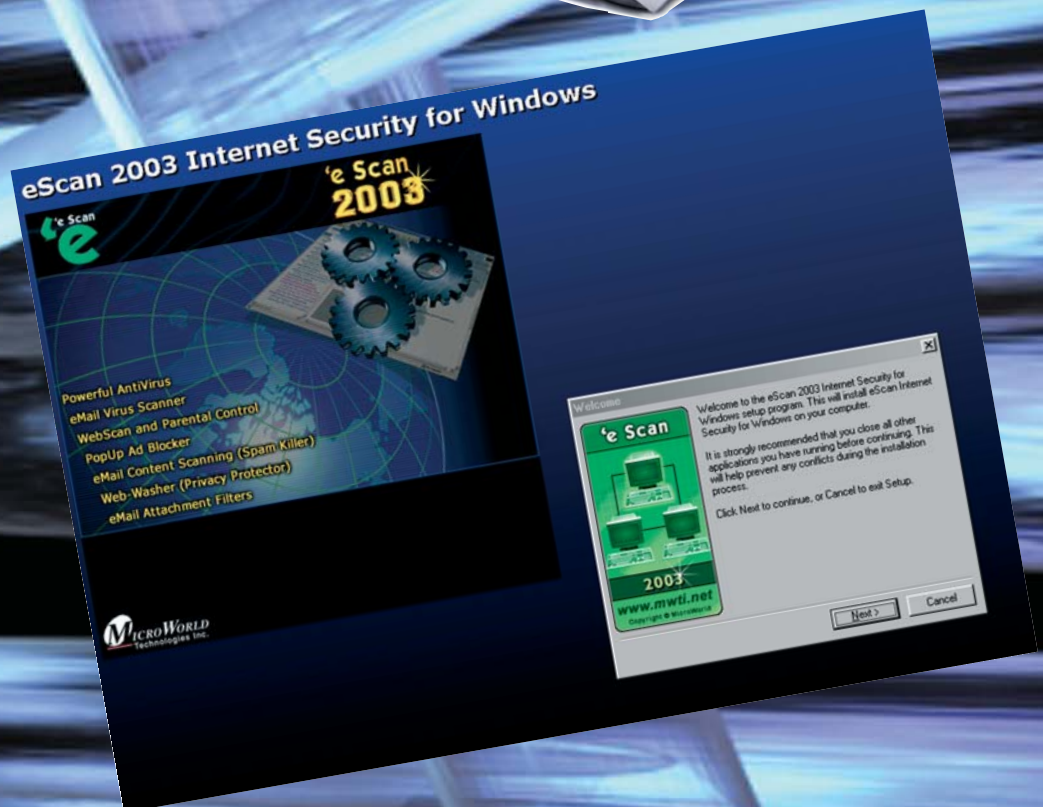 eScan 2003 Internet Security for Windows
'e Scan
'e
'e Scan
2003
Powerful AntiVirus
eMail Virus Scanner
WebScan and Parental Control
PopUp Ad Blocker
eMail Content Scanning (Spam Killer)
Web-Washer (Privacy Protector)
eMail Attachment Filters
MICROWORLD
Technologies Inc.
Welcome
'e Scan
2003
www.mwti.net
Copyright © MicroWorld
Welcome to the eScan 2003 Internet Security for
Windows setup program. This will install eScan Internet
Security for Windows on your computer.
It is strongly recommended that you close all other
applications you have running before continuing. This
will help prevent any conflicts during the installation
process.
Click Next to continue, or Cancel to exit Setup.
Next >
Cancel